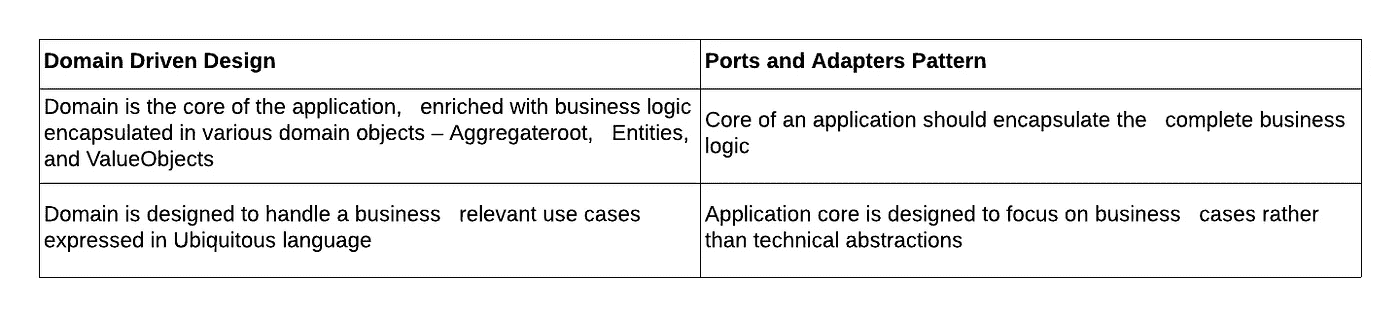 Domain Driven Design
Ports and Adapters Pattern
Domain is the core of the application,   enriched with business logic
encapsulated in various domain objects – Aggregateroot,   Entities,
and ValueObjects
Core of an application should encapsulate the   complete business
logic
Domain is designed to handle a business   relevant use cases
expressed in Ubiquitous language
Application core is designed to focus on business   cases rather
than technical abstractions